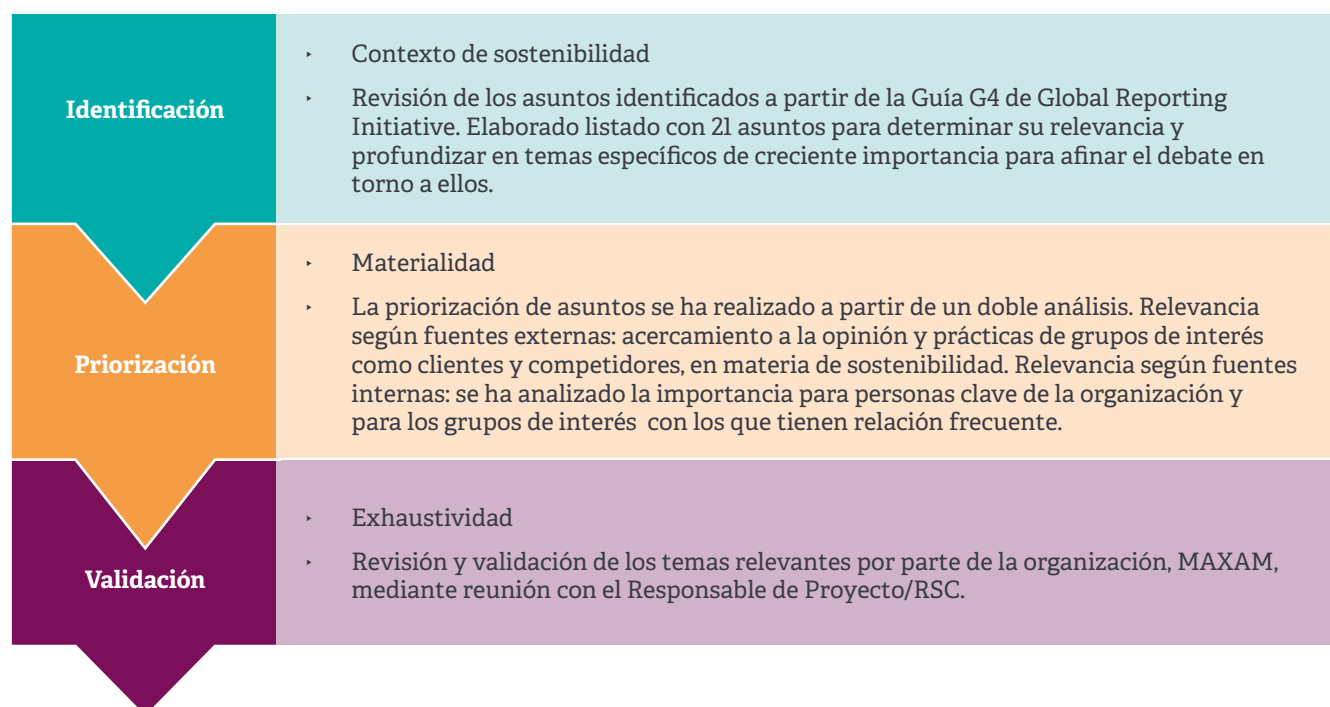 Identificación
‣ Contexto de sostenibilidad
‣ Revisión de los asuntos identificados a partir de la Guía G4 de Global Reporting
Initiative. Elaborado listado con 21 asuntos para determinar su relevancia y
profundizar en temas específicos de creciente importancia para afinar el debate en
torno a ellos.
Priorización
‣ Materialidad
‣ La priorización de asuntos se ha realizado a partir de un doble análisis. Relevancia
según fuentes externas: acercamiento a la opinión y prácticas de grupos de interés
como clientes y competidores, en materia de sostenibilidad. Relevancia según fuentes
internas: se ha analizado la importancia para personas clave de la organización y
para los grupos de interés con los que tienen relación frecuente.
Validación
‣ Exhaustividad
‣ Revisión y validación de los temas relevantes por parte de la organización, MAXAM,
mediante reunión con el Responsable de Proyecto/RSC.